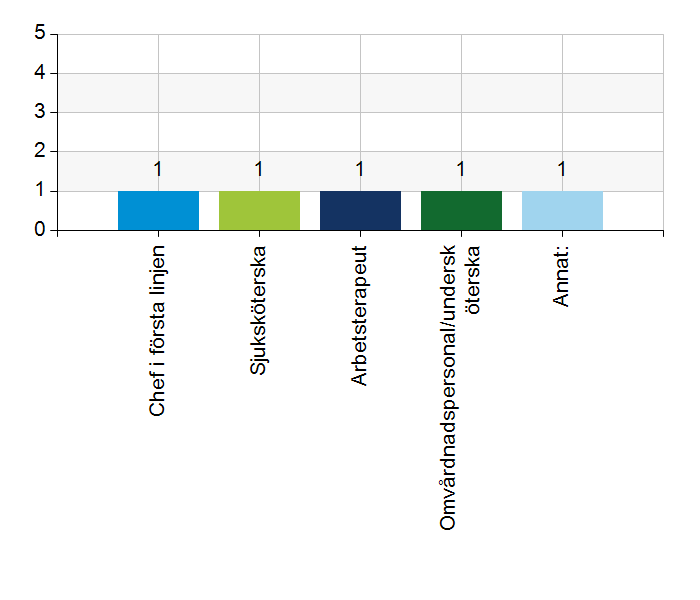 5
4
3
2
1
0
1
1
1
1
1
Chef i första linjen
Sjuksköterska
Arbetsterapeut
Omvårdnadspersonal/undersk
öterska
Annat: